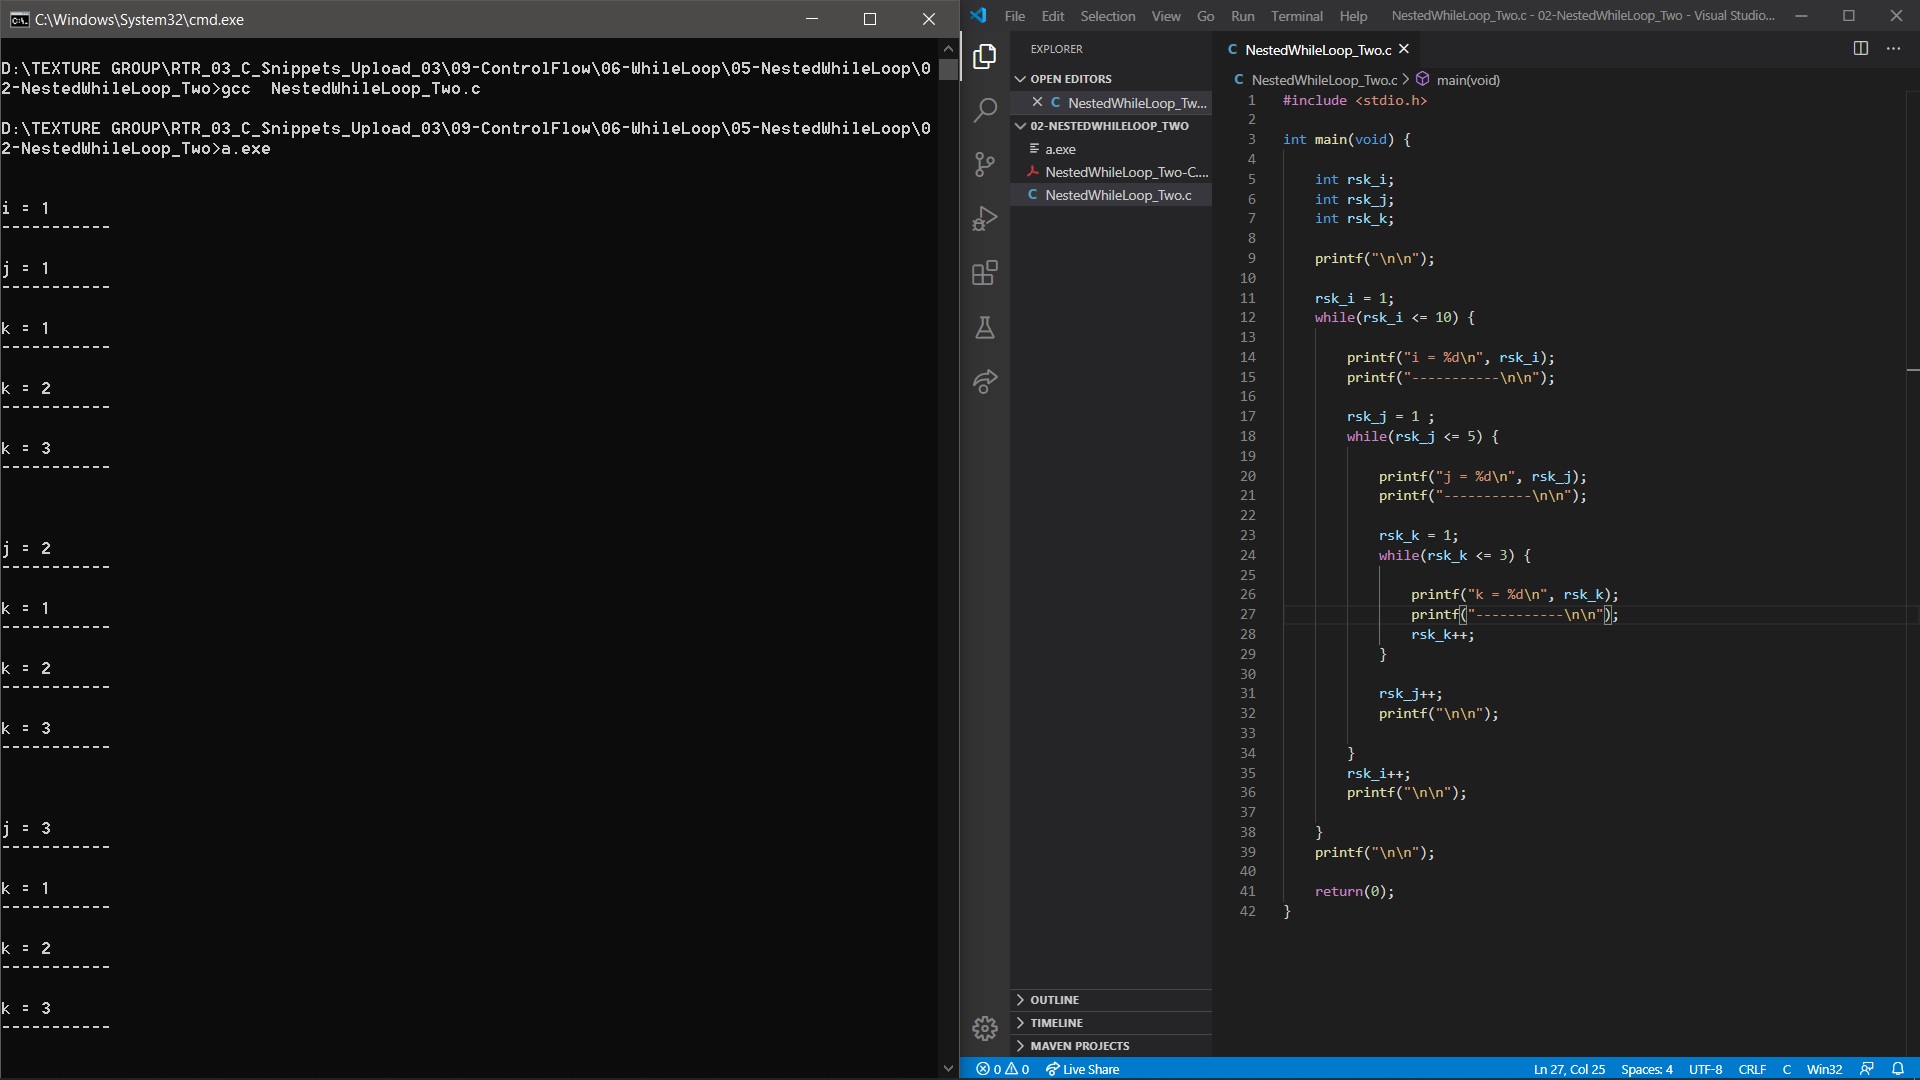 C:\Windows\System32\cmd.exe
D:\TEXTURE GROUP\RTR_03_C_Snippets_Upload_03\09-ControlFlow\06-WhileLoop\05-NestedWhileLoop\0
2-NestedWhileLoop_Two>gcc  NestedWhileLoop_Two.c
D:\TEXTURE GROUP\RTR_03_C_Snippets_Upload_03\09-ControlFlow\06-WhileLoop\05-NestedWhileLoop\0
2-NestedWhileLoop_Two>a.exe
i = 1
-----------
j = 1
-----------
k = 1
-----------
k = 2
-----------
k = 3
-----------
j = 2
-----------
k = 1
-----------
k = 2
-----------
k = 3
-----------
j = 3
-----------
k = 1
-----------
k = 2
-----------
k = 3
-----------
File Edit Selection View Go Run Terminal Help NestedWhileLoop_Two.c - 02-NestedWhileLoop_Two - Visual Studio...
EXPLORER
OPEN EDITORS
C NestedWhileLoop_Tw...
02-NESTEDWHILELOOP_TWO
a.exe
NestedWhileLoop_Two-C....
C NestedWhileLoop_Two.c
OUTLINE
TIMELINE
MAVEN PROJECTS
C NestedWhileLoop_Two.c
C NestedWhileLoop_Two.c > main(void)
1 #include <stdio.h>
2
3 int main(void) {
4
5     int rsk_i;
6     int rsk_j;
7     int rsk_k;
8
9     printf("\n\n");
10
11     rsk_i = 1;
12     while(rsk_i <= 10) {
13
14         printf("i = %d\n", rsk_i);
15         printf("-----------\n\n");
16
17         rsk_j = 1 ;
18         while(rsk_j <= 5) {
19
20             printf("j = %d\n", rsk_j);
21             printf("-----------\n\n");
22
23             rsk_k = 1;
24             while(rsk_k <= 3) {
25
26                 printf("k = %d\n", rsk_k);
27                 printf("-----------\n\n");
28                 rsk_k++;
29             }
30
31             rsk_j++;
32             printf("\n\n");
33
34         }
35         rsk_i++;
36         printf("\n\n");
37
38     }
39     printf("\n\n");
40
41     return(0);
42 }
0 0 Live Share Ln 27, Col 25 Spaces: 4 UTF-8 CRLF C Win32